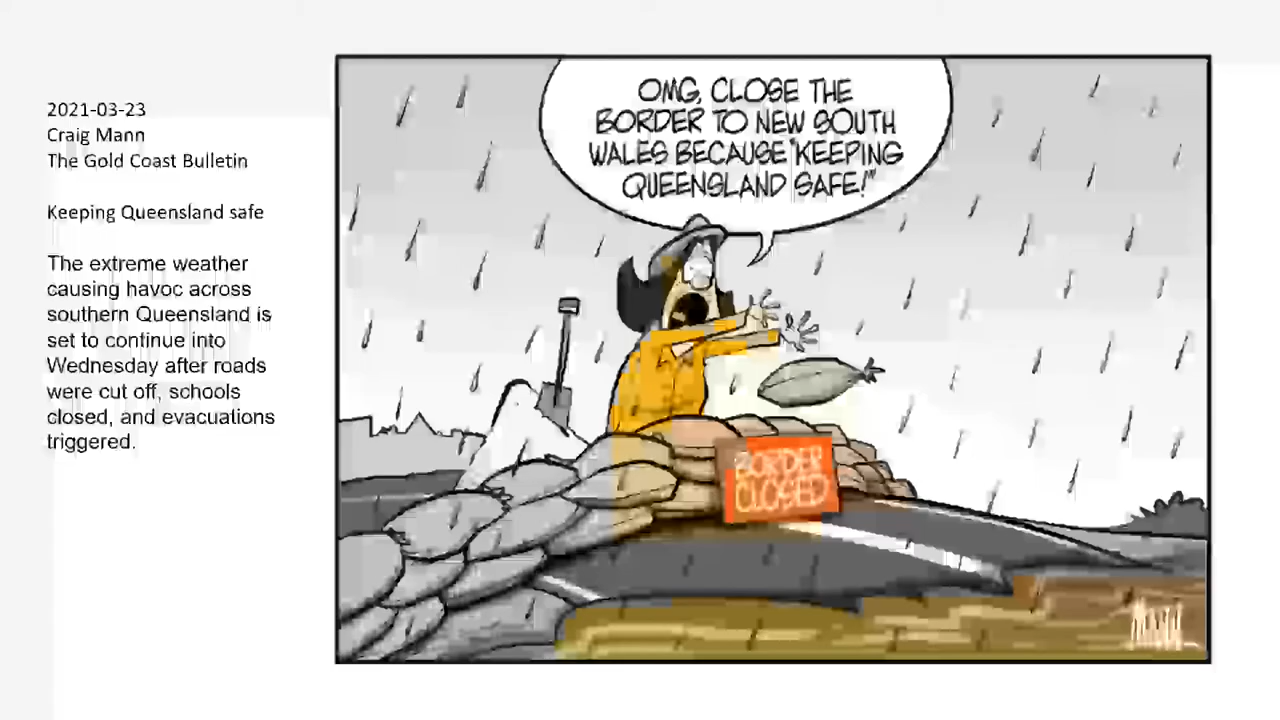 2021-03-23
Craig Mann
The Gold Coast Bulletin
Keeping Queensland safe
The extreme weather
causing havoc across
southern Queensland is
set to continue into
Wednesday after roads
were cut off, schools
closed, and evacuations
triggered.
OMG, CLOSE THE
BORDER TO NEW SOUTH
WALES BECAUSE "KEEPING
QUEENSLAND SAFE!"
BORDER
CLOSED
MANN